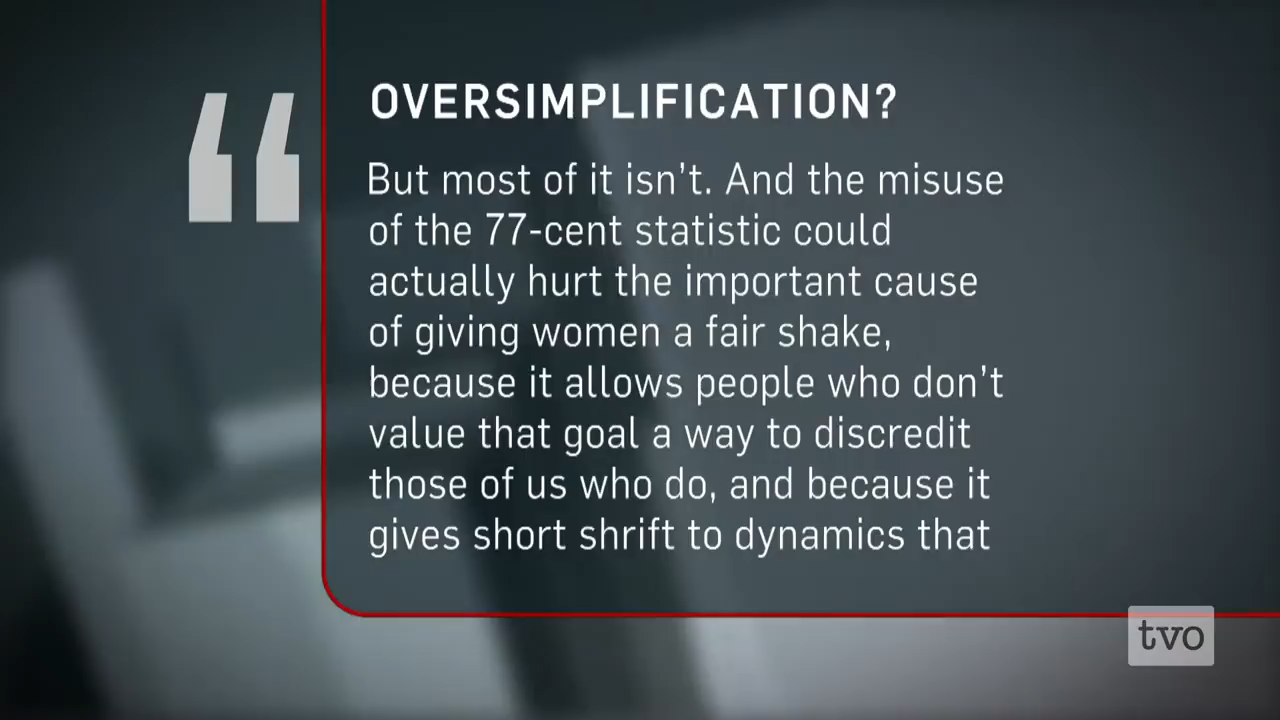 “
OVERSIMPLIFICATION?
But most of it isn’t. And the misuse
of the 77-cent statistic could
actually hurt the important cause
of giving women a fair shake,
because it allows people who don’t
value that goal a way to discredit
those of us who do, and because it
gives short shrift to dynamics that
tvo